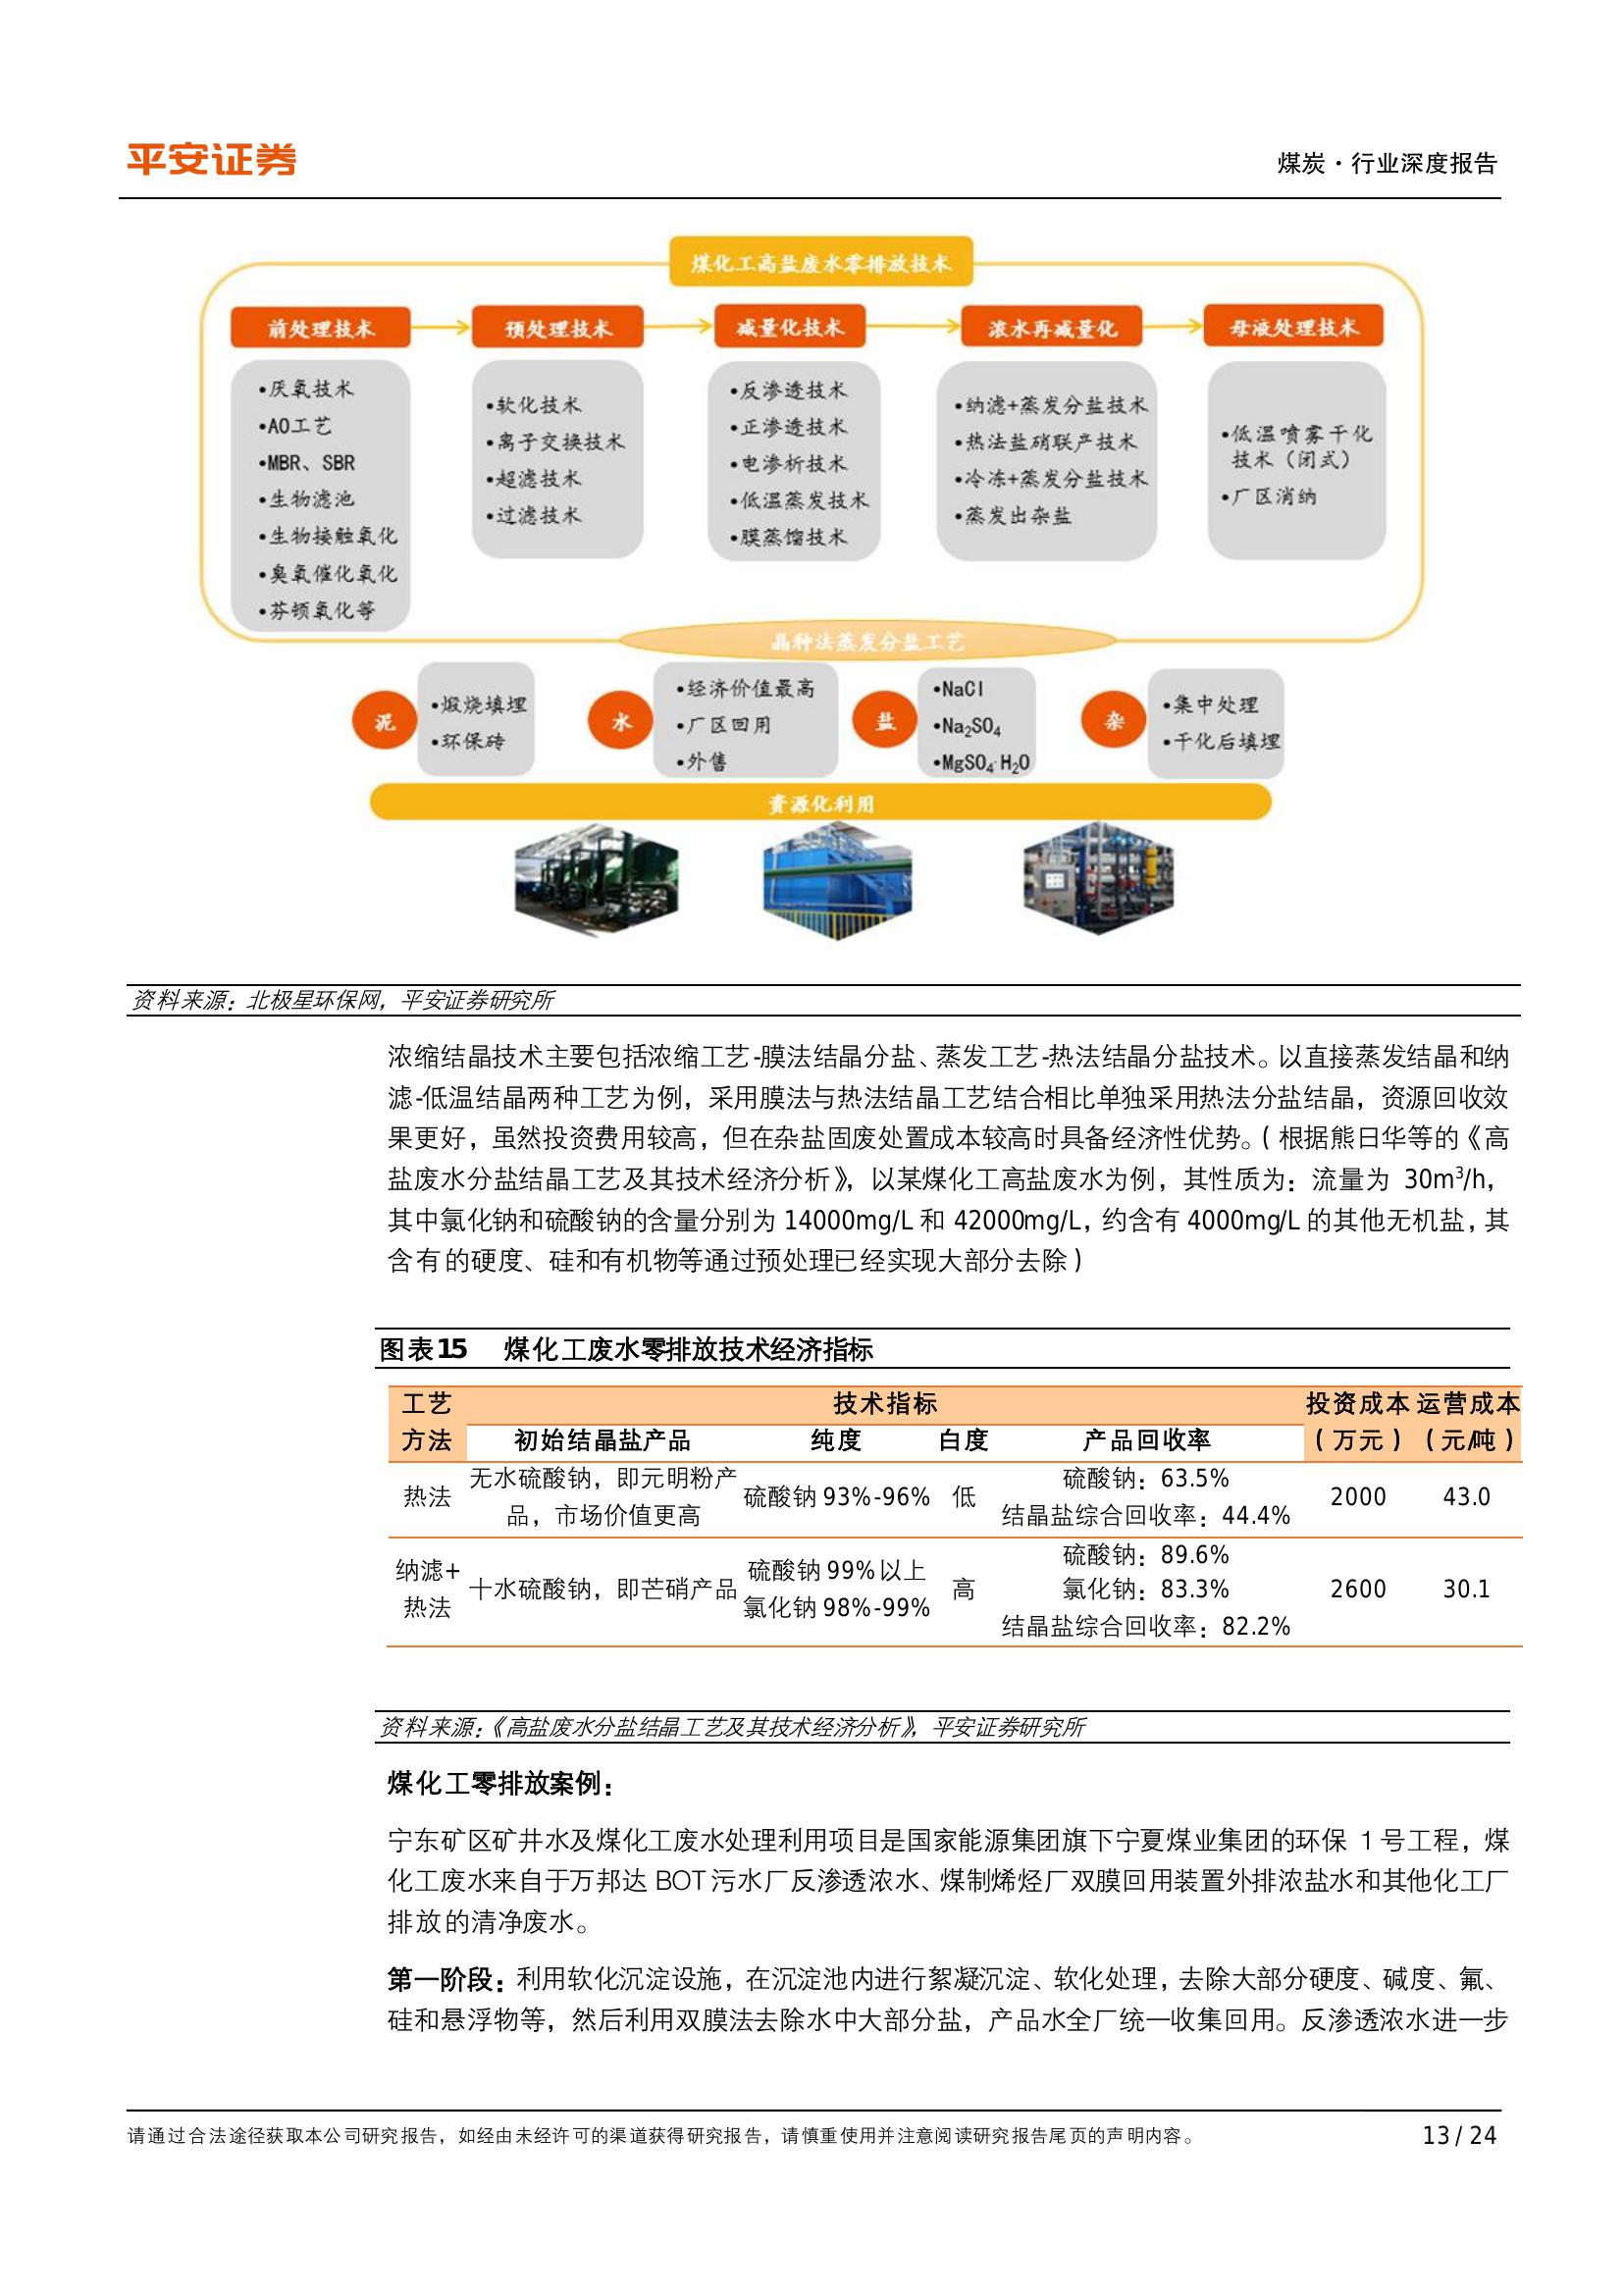 平安证券
煤炭·行业深度报告
煤化工高盐废水零排放技术
前处理技术
预处理技术
减量化技术
浓水再减量化
母液处理技术
•厌氧技术
•AO工艺
•MBR、SBR
•生物滤池
•生物接触氧化
•臭氧催化氧化
•芬顿氧化等
•软化技术
•离子交换技术
•超滤技术
•过滤技术
•反渗透技术
•正渗透技术
•电渗析技术
•低温蒸发技术
•膜蒸馏技术
•纳滤+蒸发分盐技术
•热法盐硝联产技术
•冷冻+蒸发分盐技术
•蒸发出杂盐
•低温喷雾干化
技术（闭式）
•厂区消纳
晶种法蒸发分盐工艺
泥
•煅烧填埋
•环保砖
水
•经济价值最高
•厂区回用
•外售
盐
•NaCl
•Na₂SO₄
•MgSO₄·H₂O
杂
•集中处理
•干化后填埋
资源化利用
资料来源：北极星环保网，平安证券研究所
浓缩结晶技术主要包括浓缩工艺-膜法结晶分盐、蒸发工艺-热法结晶分盐技术。以直接蒸发结晶和纳
滤-低温结晶两种工艺为例，采用膜法与热法结晶工艺结合相比单独采用热法分盐结晶，资源回收效
果更好，虽然投资费用较高，但在杂盐固废处置成本较高时具备经济性优势。（根据熊日华等的《高
盐废水分盐结晶工艺及其技术经济分析》，以某煤化工高盐废水为例，其性质为：流量为 30m³/h，
其中氯化钠和硫酸钠的含量分别为 14000mg/L 和 42000mg/L，约含有 4000mg/L 的其他无机盐，其
含有的硬度、硅和有机物等通过预处理已经实现大部分去除）
图表15 煤化工废水零排放技术经济指标
工艺 技术指标 投资成本 运营成本
方法 初始结晶盐产品 纯度 白度 产品回收率 （万元） （元/吨）
热法 无水硫酸钠，即元明粉产品，市场价值更高 硫酸钠 93%-96% 低 硫酸钠：63.5% 结晶盐综合回收率：44.4% 2000 43.0
纳滤+热法 十水硫酸钠，即芒硝产品 硫酸钠 99%以上 氯化钠 98%-99% 高 硫酸钠：89.6% 氯化钠：83.3% 结晶盐综合回收率：82.2% 2600 30.1
资料来源：《高盐废水分盐结晶工艺及其技术经济分析》，平安证券研究所
煤化工零排放案例：
宁东矿区矿井水及煤化工废水处理利用项目是国家能源集团旗下宁夏煤业集团的环保 1 号工程，煤
化工废水来自于万邦达 BOT 污水厂反渗透浓水、煤制烯烃厂双膜回用装置外排浓盐水和其他化工厂
排放的清净废水。
第一阶段：利用软化沉淀设施，在沉淀池内进行絮凝沉淀、软化处理，去除大部分硬度、碱度、氟、
硅和悬浮物等，然后利用双膜法去除水中大部分盐，产品水全厂统一收集回用。反渗透浓水进一步
请通过合法途径获取本公司研究报告，如经由未经许可的渠道获得研究报告，请慎重使用并注意阅读研究报告尾页的声明内容。
13 / 24